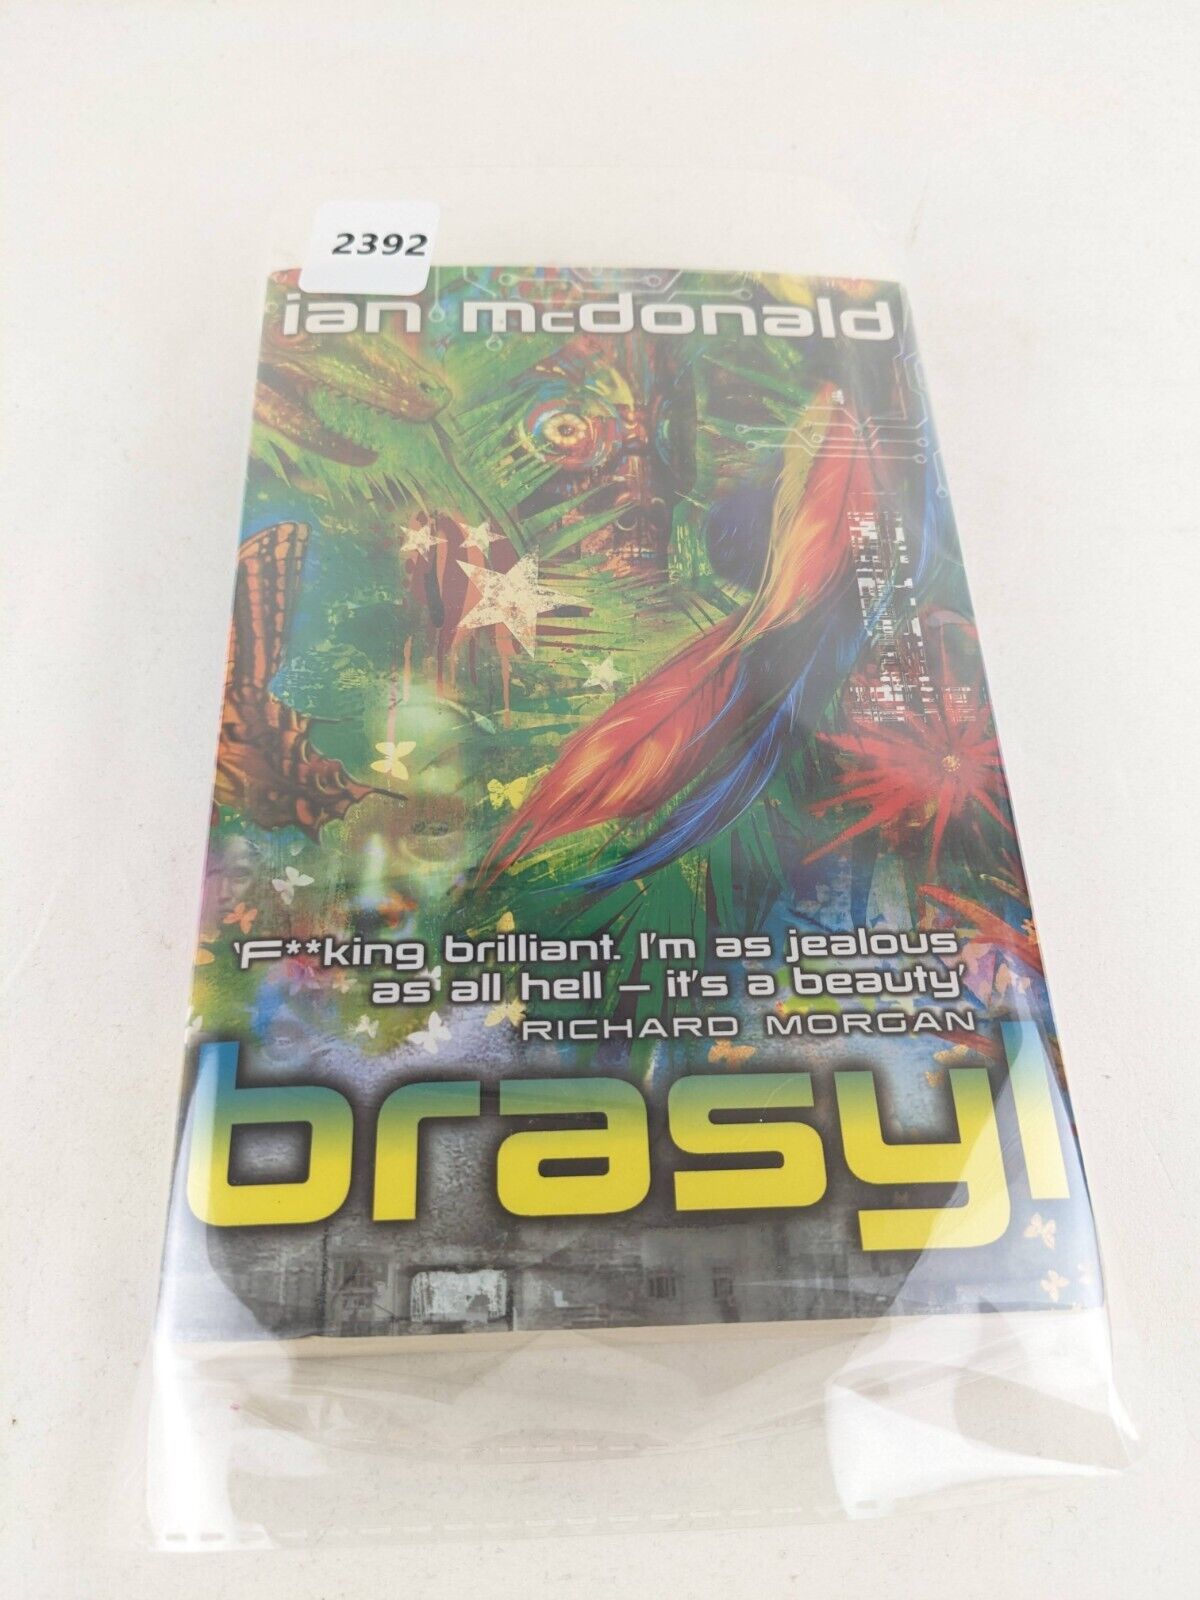 2392
ian mcdonald
'F**king brilliant. I'm as jealous
as all hell – it's a beauty'
RICHARD MORGAN
brasyl